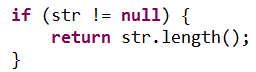 if (str != null) {
    return str.length();
}